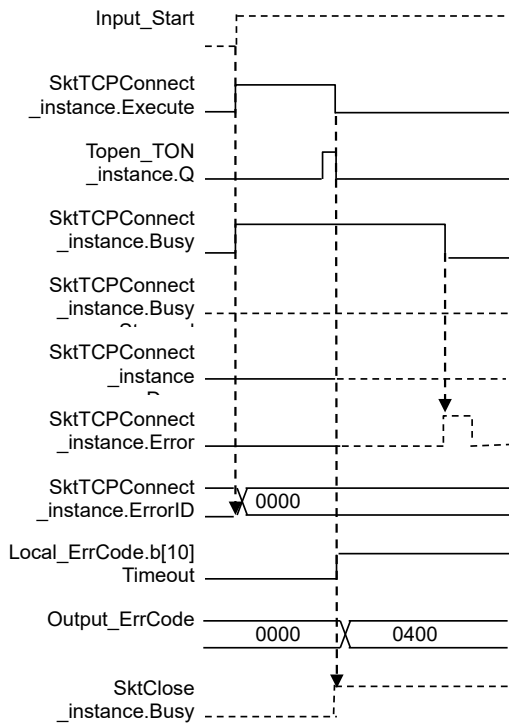 Input_Start
SktTCPConnect
_instance.Execute
Topen_TON
_instance.Q
SktTCPConnect
_instance.Busy
SktTCPConnect
_instance.Busy
SktTCPConnect
_instance
SktTCPConnect
_instance.Error
SktTCPConnect
_instance.ErrorID
0000
Local_ErrCode.b[10]
Timeout
Output_ErrCode
0000
0400
SktClose
_instance.Busy